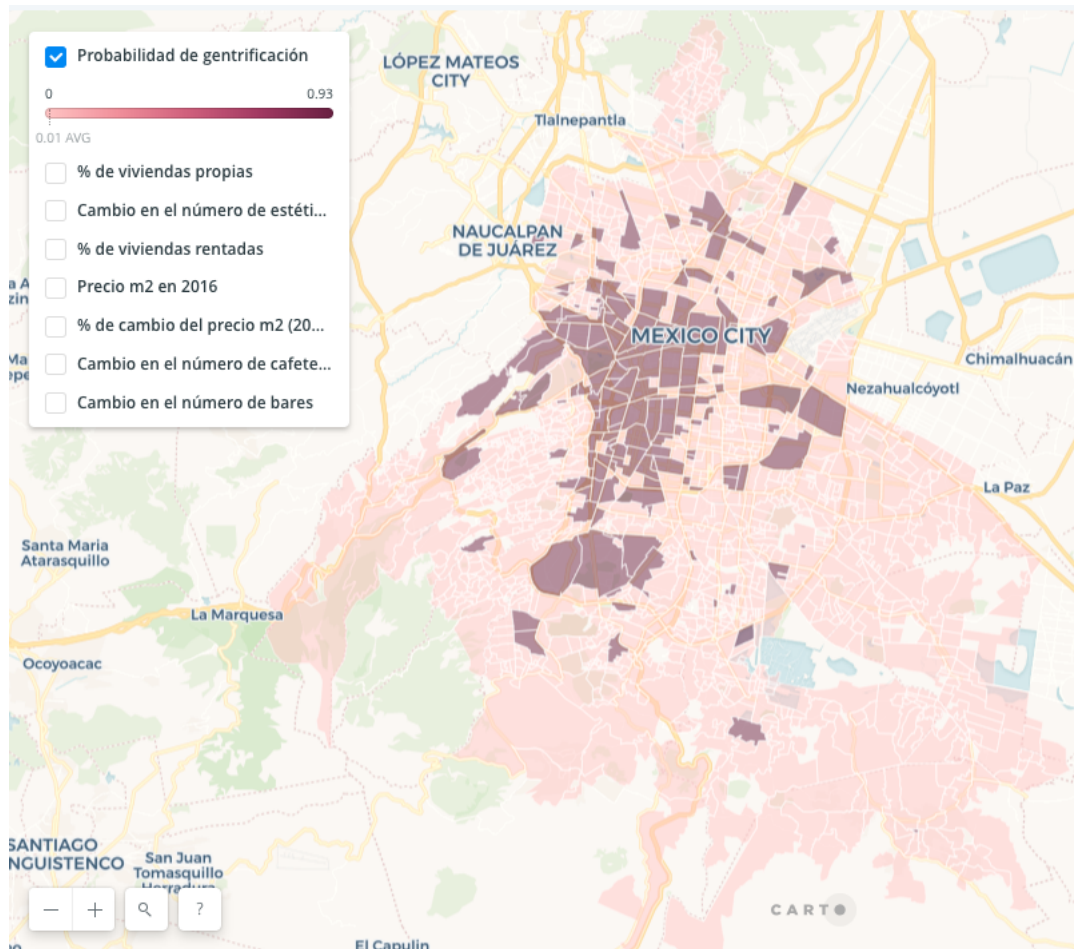 Probabilidad de gentrificación
0 0.93
0.01 AVG
% de viviendas propias
Cambio en el número de estéti...
% de viviendas rentadas
Precio m2 en 2016
% de cambio del precio m2 (20...
Cambio en el número de cafete...
Cambio en el número de bares
LÓPEZ MATEOS
CITY
Tlalnepantla
NAUCALPAN
DE JUÁREZ
MEXICO CITY
Chimalhuacán
Nezahualcóyotl
La Paz
Santa Maria
Atarasquillo
La Marquesa
Ocoyoacac
SANTIAGO
NGUISTENCO
San Juan
Tomasquillo
Herradura
− + ?
CARTO
El Capulin